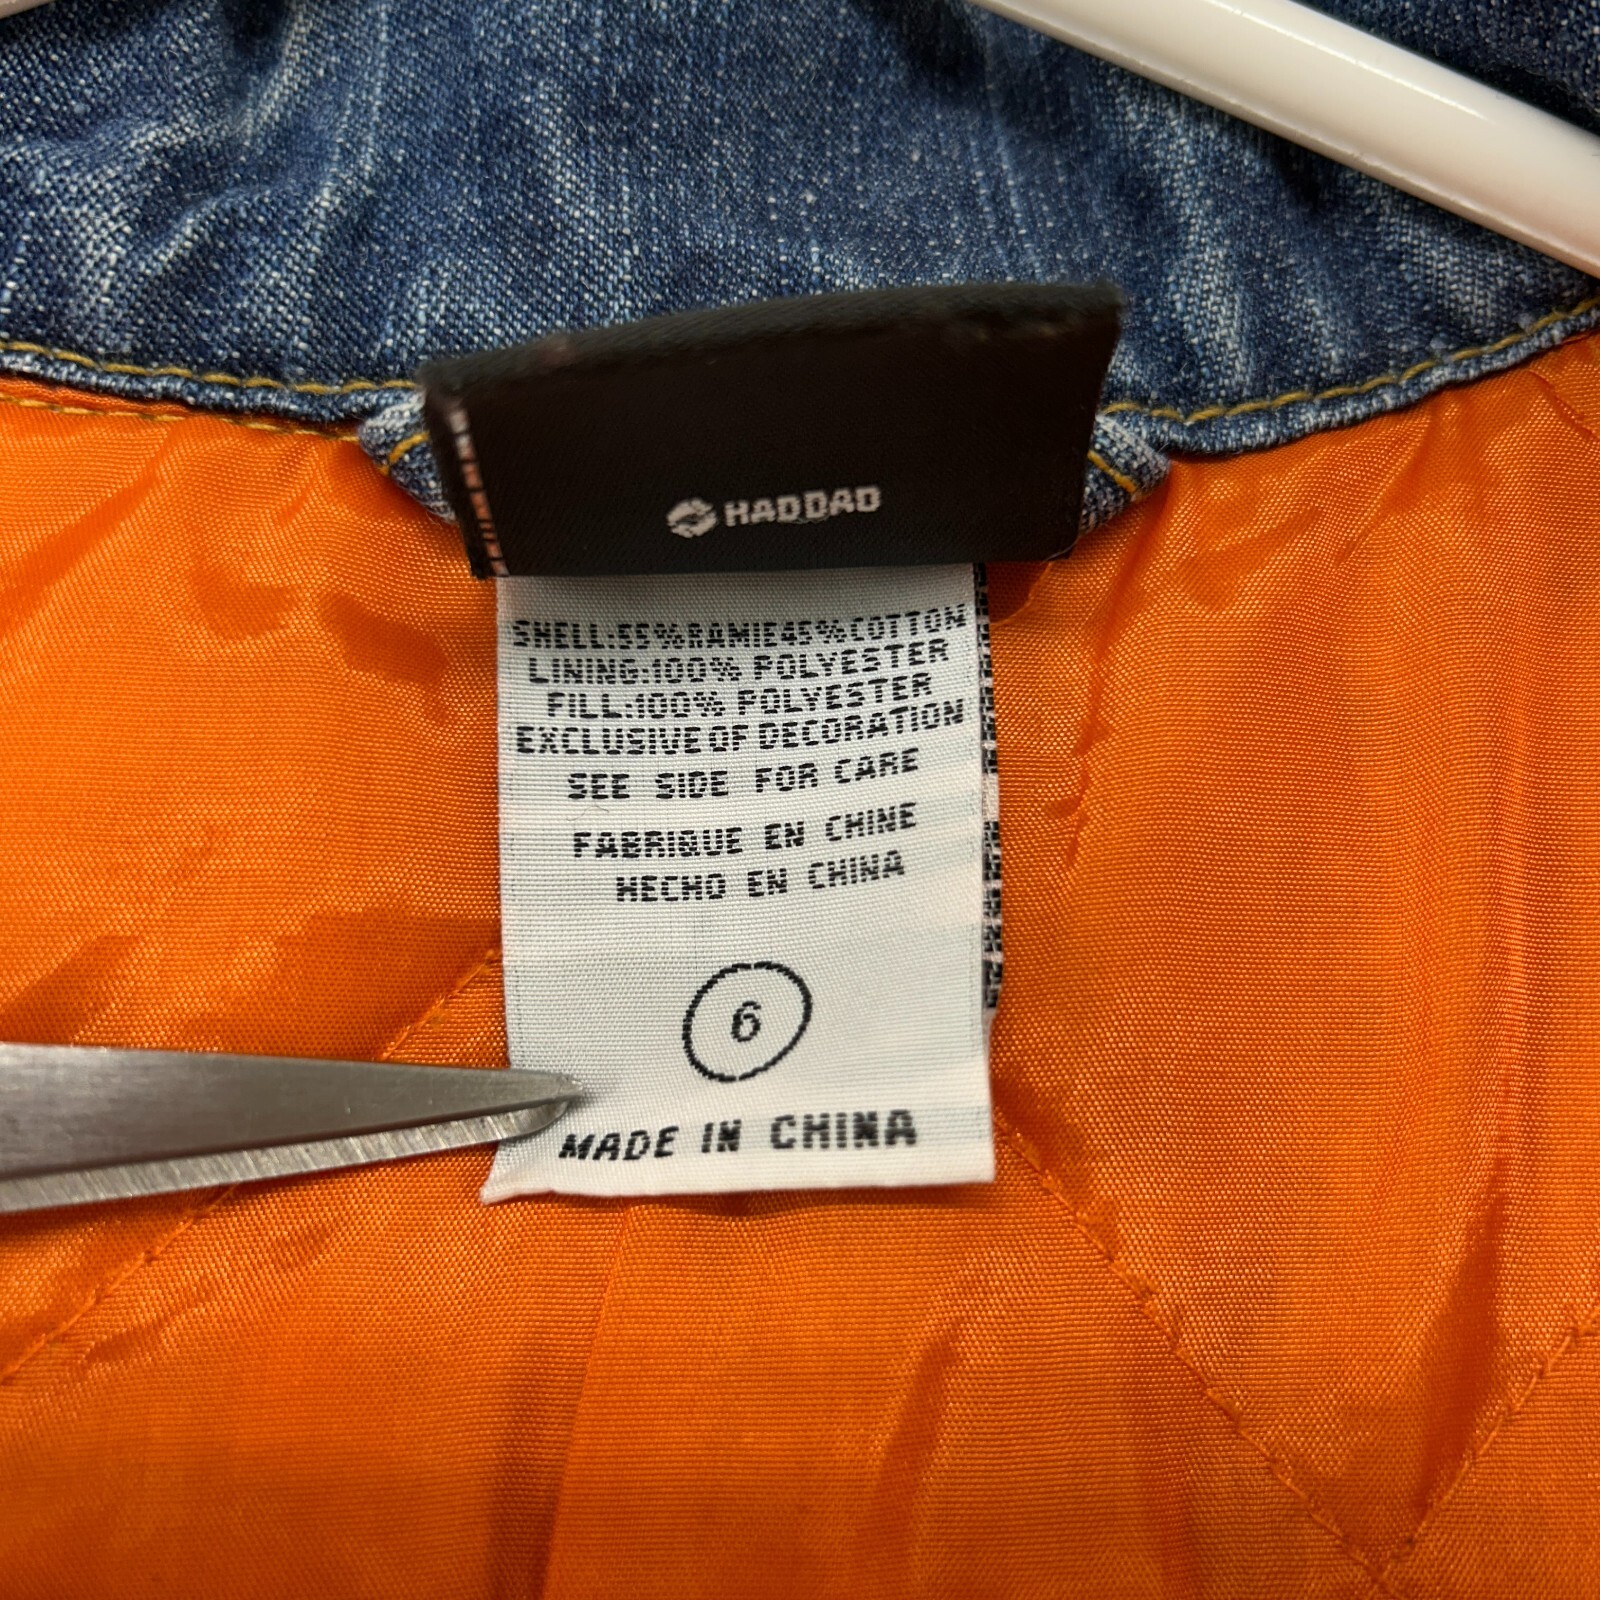 HADDAD
SHELL:55%RAMIE45%COTTON
LINING:100% POLYESTER
FILL:100% POLYESTER
EXCLUSIVE OF DECORATION
SEE SIDE FOR CARE
FABRIQUE EN CHINE
HECHO EN CHINA
6
MADE IN CHINA